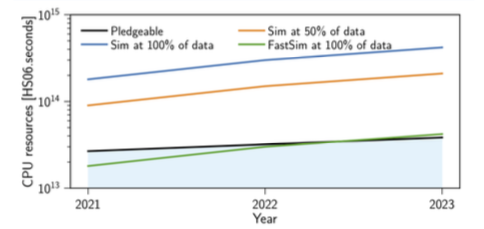 10^15
Pledgeable
Sim at 100% of data
Sim at 50% of data
FastSim at 100% of data
10^14
10^13
CPU resources [HS06.seconds]
2021
2022
2023
Year